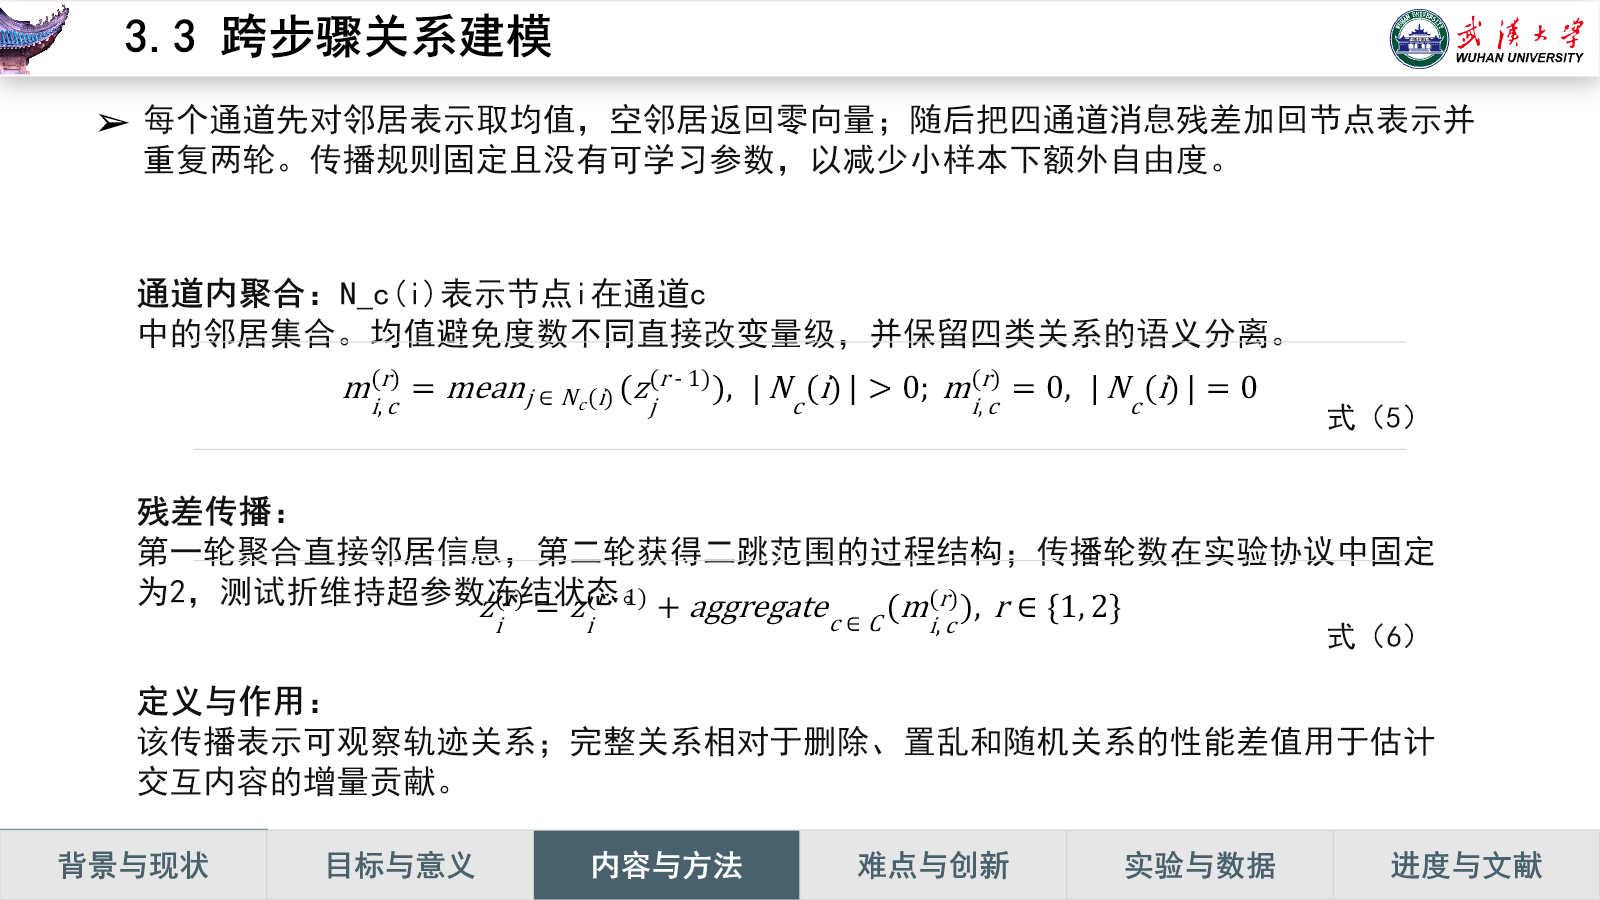 3.3 跨步骤关系建模
武汉大学
WUHAN UNIVERSITY
➢ 每个通道先对邻居表示取均值，空邻居返回零向量；随后把四通道消息残差加回节点表示并
重复两轮。传播规则固定且没有可学习参数，以减少小样本下额外自由度。
通道内聚合：N_c(i)表示节点i在通道c
中的邻居集合。均值避免度数不同直接改变量级，并保留四类关系的语义分离。
m_{i,c}^{(r)} = mean_{j∈N_c(i)}(z_j^{(r-1)}), |N_c(i)| > 0; m_{i,c}^{(r)} = 0, |N_c(i)| = 0
式（5）
残差传播：
第一轮聚合直接邻居信息，第二轮获得二跳范围的过程结构；传播轮数在实验协议中固定
为2，测试折维持超参数冻结状态。
z_i^{(r)} = z_i^{(r-1)} + aggregate_{c∈C}(m_{i,c}^{(r)}), r∈{1,2}
式（6）
定义与作用：
该传播表示可观察轨迹关系；完整关系相对于删除、置乱和随机关系的性能差值用于估计
交互内容的增量贡献。
背景与现状
目标与意义
内容与方法
难点与创新
实验与数据
进度与文献